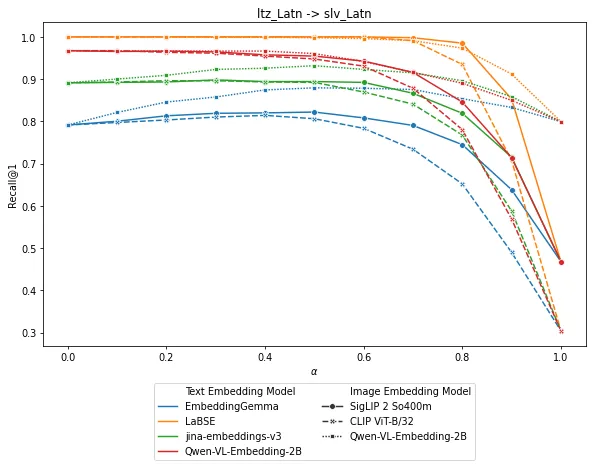 ltz_Latn -> slv_Latn
Recall@1
1.0
0.9
0.8
0.7
0.6
0.5
0.4
0.3
0.0 0.2 0.4 0.6 0.8 1.0
α
Text Embedding Model Image Embedding Model
EmbeddingGemma SigLIP 2 So400m
LaBSE CLIP ViT-B/32
jina-embeddings-v3 Qwen-VL-Embedding-2B
Qwen-VL-Embedding-2B